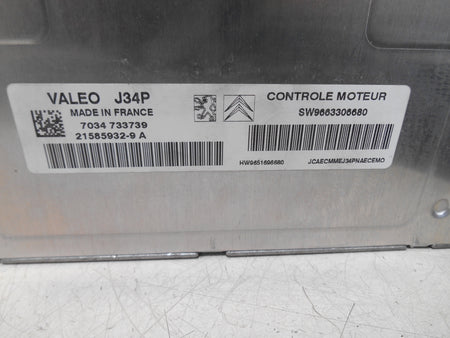 VALEO J34P
MADE IN FRANCE
7034 733739
21585932-9 A
CONTROLE MOTEUR
SW9663306680
HW9651696680
JCAECMMEJ34PNAECEMO